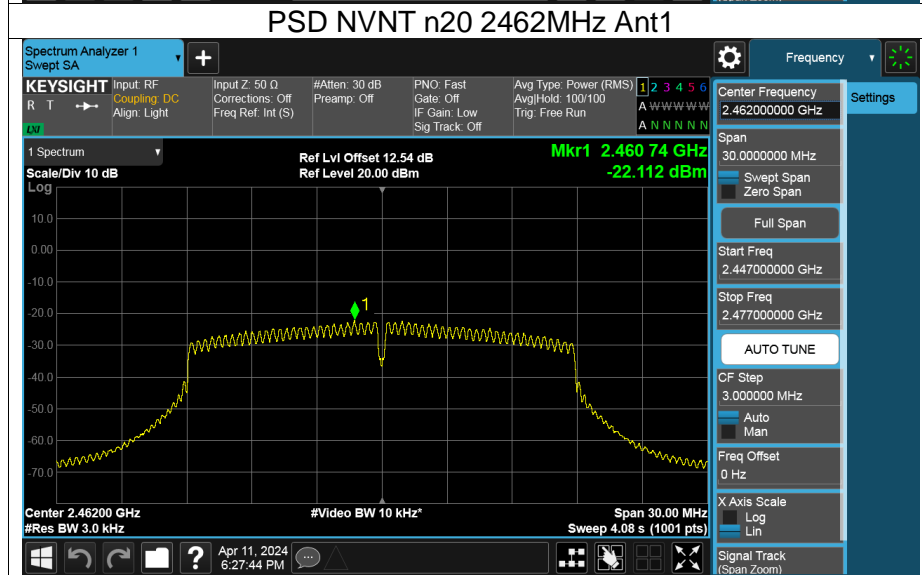 PSD NVNT n20 2462MHz Ant1
Spectrum Analyzer 1
Swept SA
+
Frequency
KEYSIGHT
R T
LXI
Input: RF
Coupling: DC
Align: Light
Input Z: 50 Ω
Corrections: Off
Freq Ref: Int (S)
#Atten: 30 dB
Preamp: Off
PNO: Fast
Gate: Off
IF Gain: Low
Sig Track: Off
Avg Type: Power (RMS)
Avg|Hold: 100/100
Trig: Free Run
1 2 3 4 5 6
A W W W W W
A N N N N N
1 Spectrum
Scale/Div 10 dB
Ref Lvl Offset 12.54 dB
Ref Level 20.00 dBm
Mkr1 2.460 74 GHz
-22.112 dBm
Log
10.0
0.00
-10.0
-20.0
-30.0
-40.0
-50.0
-60.0
-70.0
1
Center 2.46200 GHz
#Res BW 3.0 kHz
#Video BW 10 kHz*
Span 30.00 MHz
Sweep 4.08 s (1001 pts)
Center Frequency
2.462000000 GHz
Settings
Span
30.0000000 MHz
Swept Span
Zero Span
Full Span
Start Freq
2.447000000 GHz
Stop Freq
2.477000000 GHz
AUTO TUNE
CF Step
3.000000 MHz
Auto
Man
Freq Offset
0 Hz
X Axis Scale
Log
Lin
Signal Track
(Span Zoom)
?
Apr 11, 2024
6:27:44 PM